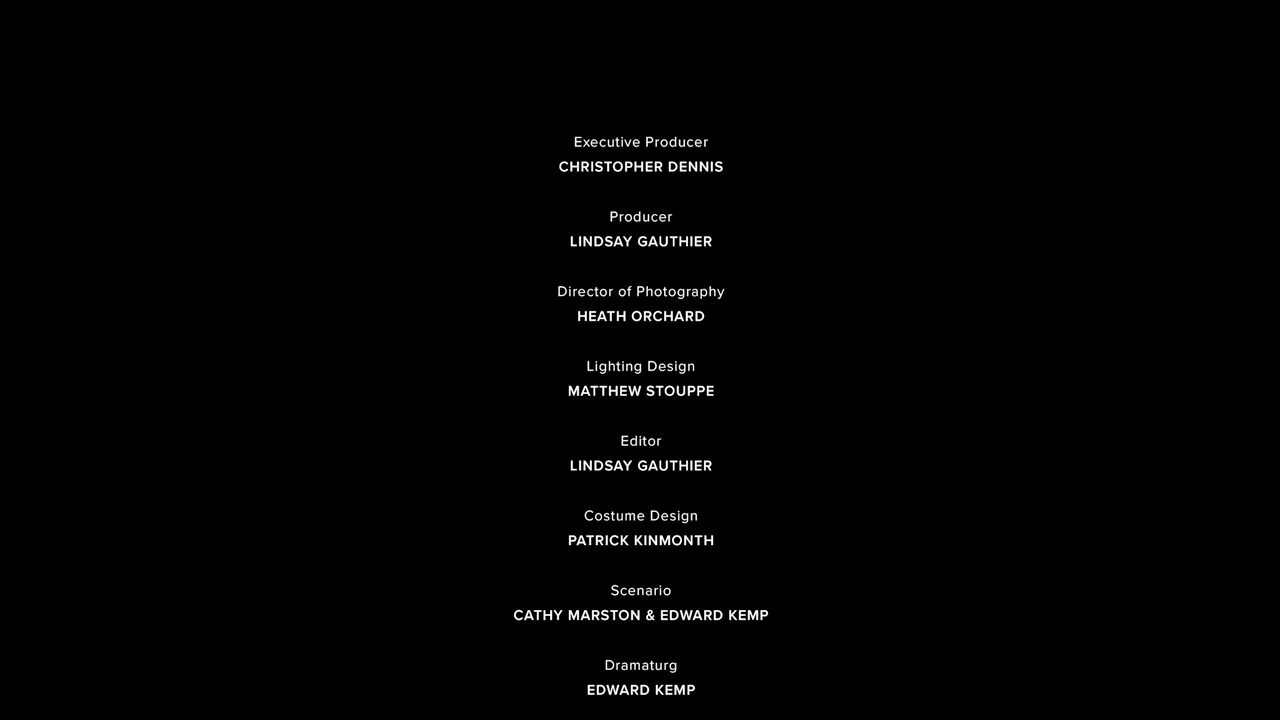 Executive Producer
CHRISTOPHER DENNIS
Producer
LINDSAY GAUTHIER
Director of Photography
HEATH ORCHARD
Lighting Design
MATTHEW STOUPPE
Editor
LINDSAY GAUTHIER
Costume Design
PATRICK KINMONTH
Scenario
CATHY MARSTON & EDWARD KEMP
Dramaturg
EDWARD KEMP